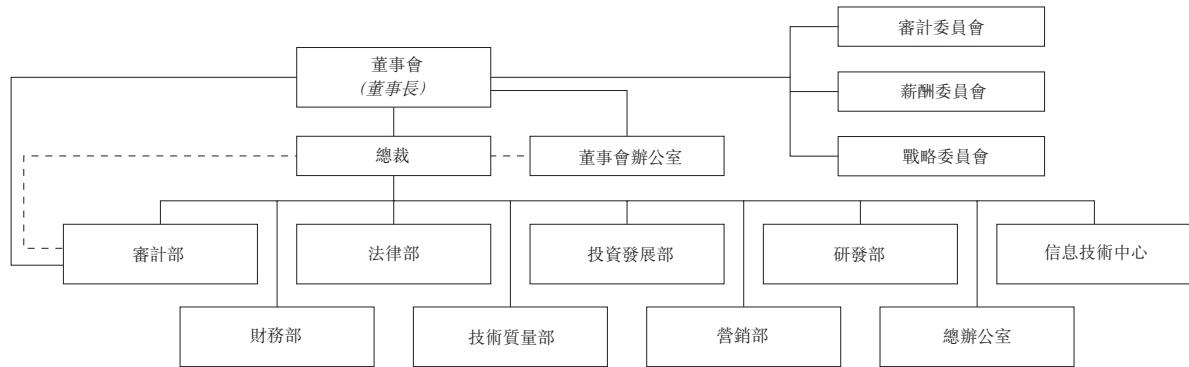 審計委員會
董事會
(董事長)
薪酬委員會
總裁
董事會辦公室
戰略委員會
審計部
法律部
投資發展部
研發部
信息技術中心
財務部
技術質量部
營銷部
總辦公室